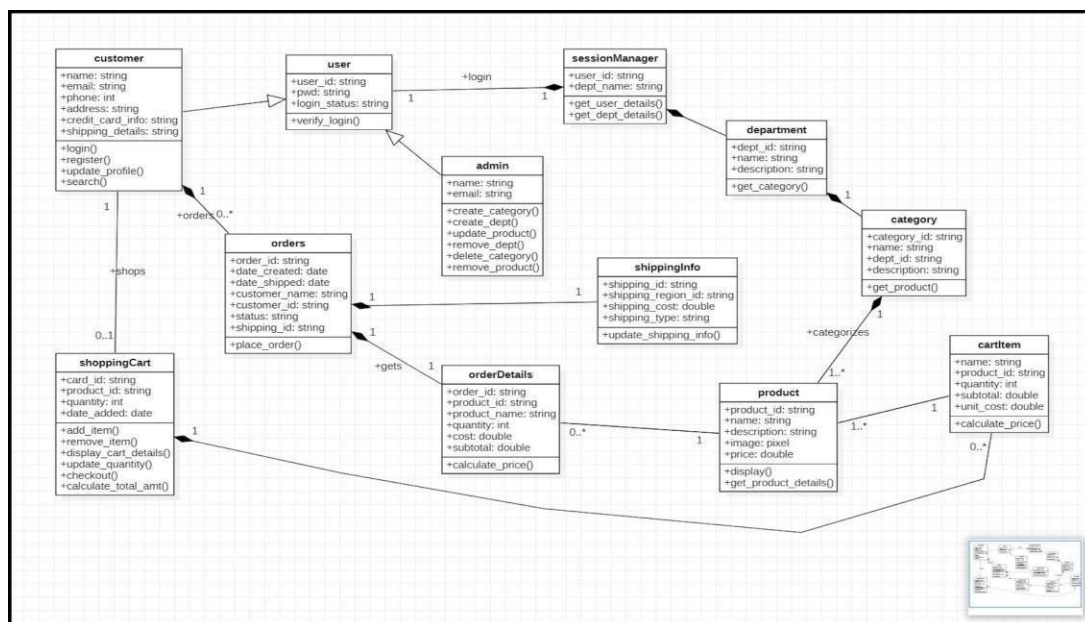 customer
+name: string
+email: string
+phone: int
+address: string
+credit_card_info: string
+shipping_details: string
+login()
+register()
+update_profile()
+search()
user
+user_id: string
+pwd: string
+login_status: string
+verify_login()
+login
1
1
sessionManager
+user_id: string
+dept_name: string
+get_user_details()
+get_dept_details()
department
+dept_id: string
+name: string
+description: string
+get_category()
1
admin
+name: string
+email: string
+create_category()
+create_dept()
+update_product()
+remove_dept()
+delete_category()
+remove_product()
1
+orders
0..*
1
+shops
0..1
category
+category_id: string
+name: string
+dept_id: string
+description: string
+get_product()
1
+categorizes
1..*
orders
+order_id: string
+date_created: date
+date_shipped: date
+customer_name: string
+customer_id: string
+status: string
+shipping_id: string
+place_order()
1
1
shippingInfo
+shipping_id: string
+shipping_region_id: string
+shipping_cost: double
+shipping_type: string
+update_shipping_info()
1
+gets
1
shoppingCart
+card_id: string
+product_id: string
+quantity: int
+date_added: date
+add_item()
+remove_item()
+display_cart_details()
+update_quantity()
+checkout()
+calculate_total_amt()
1
orderDetails
+order_id: string
+product_id: string
+product_name: string
+quantity: int
+cost: double
+subtotal: double
+calculate_price()
0..*
1
product
+product_id: string
+name: string
+description: string
+image: pixel
+price: double
+display()
+get_product_details()
1..*
1
cartItem
+name: string
+product_id: string
+quantity: int
+subtotal: double
+unit_cost: double
+calculate_price()
0..*